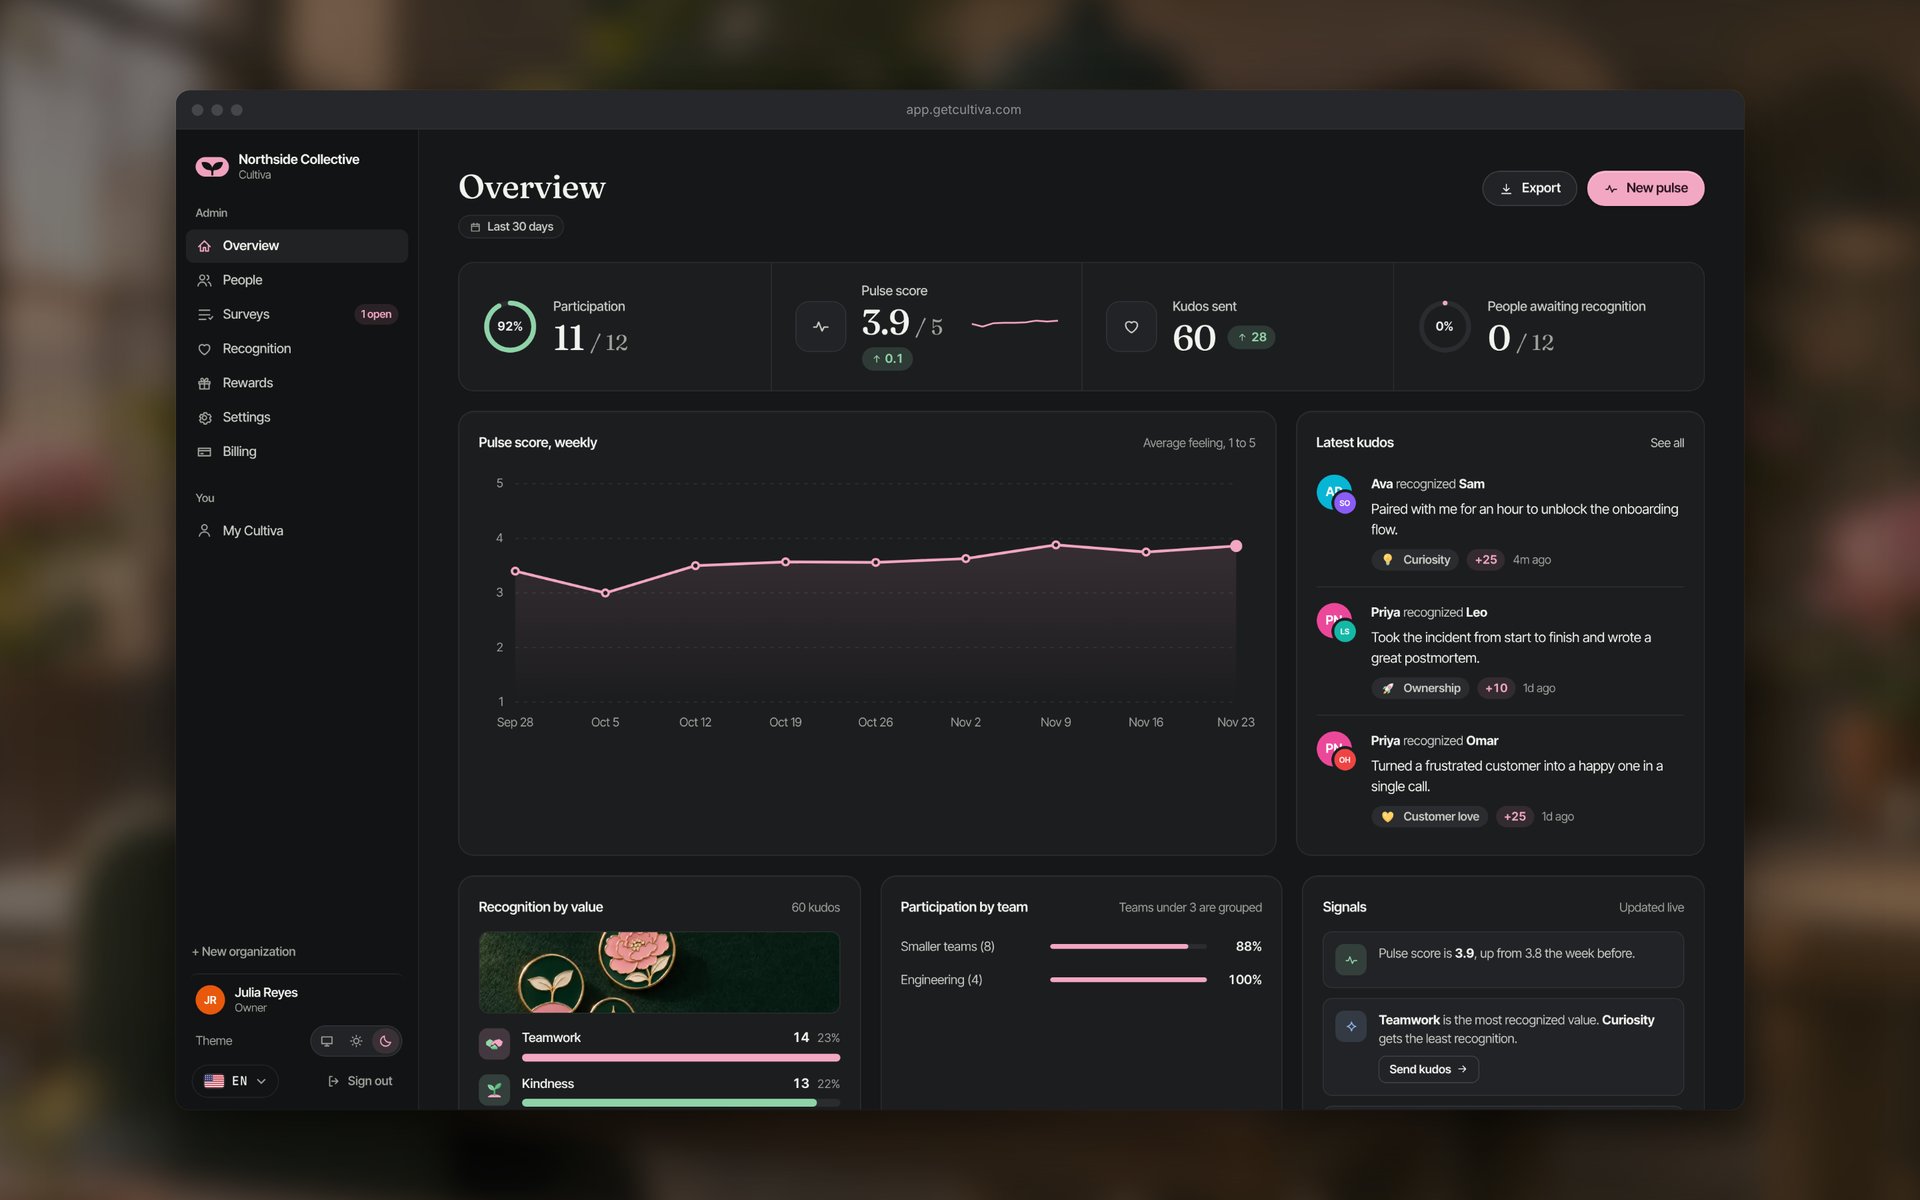 app.getcultiva.com
Northside Collective
Cultiva
Admin
Overview
People
Surveys
1 open
Recognition
Rewards
Settings
Billing
You
My Cultiva
+ New organization
JR
Julia Reyes
Owner
Theme
EN
Sign out
Overview
Last 30 days
Export
New pulse
92%
Participation
11 / 12
Pulse score
3.9 / 5
↑ 0.1
Kudos sent
60
↑ 28
0%
People awaiting recognition
0 / 12
Pulse score, weekly
Average feeling, 1 to 5
5
4
3
2
1
Sep 28
Oct 5
Oct 12
Oct 19
Oct 26
Nov 2
Nov 9
Nov 16
Nov 23
Latest kudos
See all
SO
Ava recognized Sam
Paired with me for an hour to unblock the onboarding
flow.
Curiosity
+25
4m ago
LS
Priya recognized Leo
Took the incident from start to finish and wrote a
great postmortem.
Ownership
+10
1d ago
OH
Priya recognized Omar
Turned a frustrated customer into a happy one in a
single call.
Customer love
+25
1d ago
Recognition by value
60 kudos
Teamwork
14 23%
Kindness
13 22%
Participation by team
Teams under 3 are grouped
Smaller teams (8)
88%
Engineering (4)
100%
Signals
Updated live
Pulse score is 3.9, up from 3.8 the week before.
Teamwork is the most recognized value. Curiosity
gets the least recognition.
Send kudos →